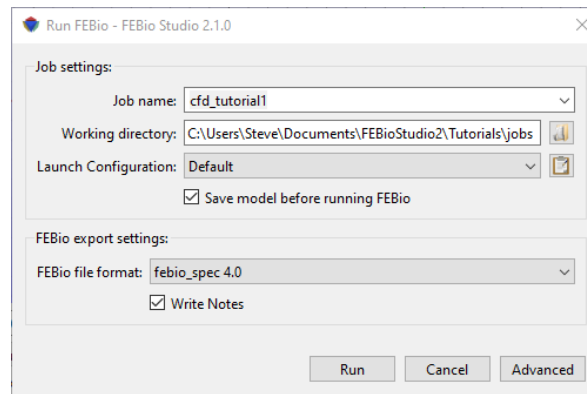 Run FEBio - FEBio Studio 2.1.0
Job settings:
Job name: cfd_tutorial1
Working directory: C:\Users\Steve\Documents\FEBioStudio2\Tutorials\jobs
Launch Configuration: Default
Save model before running FEBio
FEBio export settings:
FEBio file format: febio_spec 4.0
Write Notes
Run Cancel Advanced